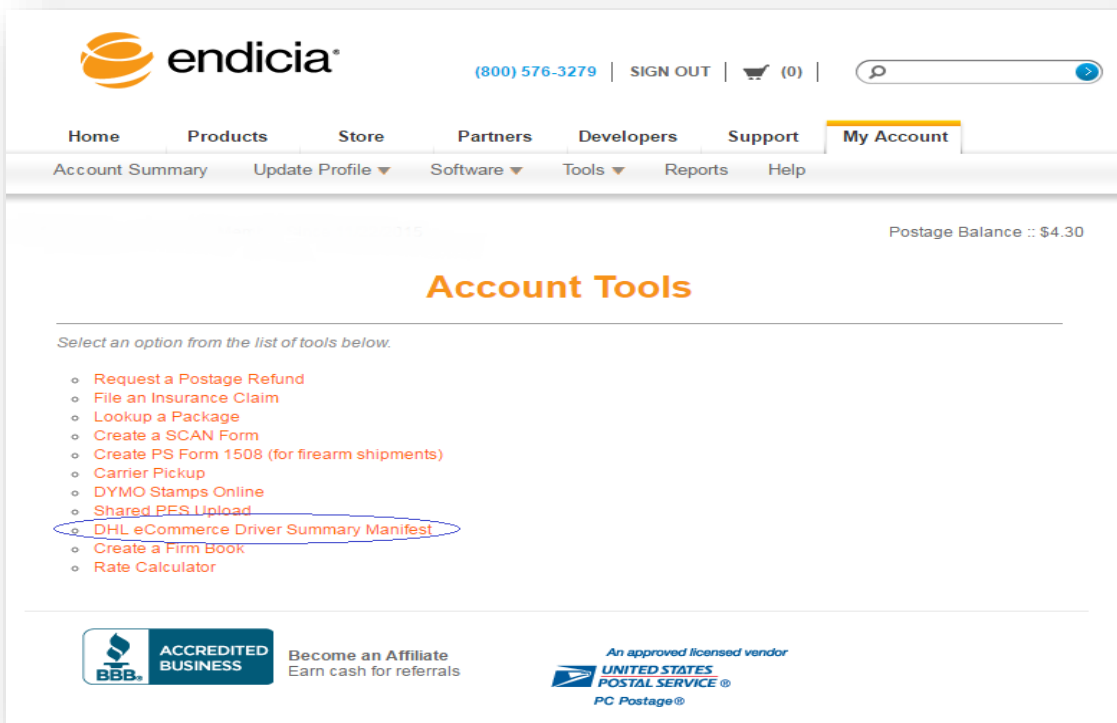 endicia®
(800) 576-3279 | SIGN OUT | (0) |
Home Products Store Partners Developers Support My Account
Account Summary Update Profile Software Tools Reports Help
Postage Balance :: $4.30
Account Tools
Select an option from the list of tools below.
Request a Postage Refund
File an Insurance Claim
Lookup a Package
Create a SCAN Form
Create PS Form 1508 (for firearm shipments)
Carrier Pickup
DYMO Stamps Online
Shared PES Upload
DHL eCommerce Driver Summary Manifest
Create a Firm Book
Rate Calculator
BBB®
ACCREDITED
BUSINESS
Become an Affiliate
Earn cash for referrals
An approved licensed vendor
UNITED STATES
POSTAL SERVICE ®
PC Postage®